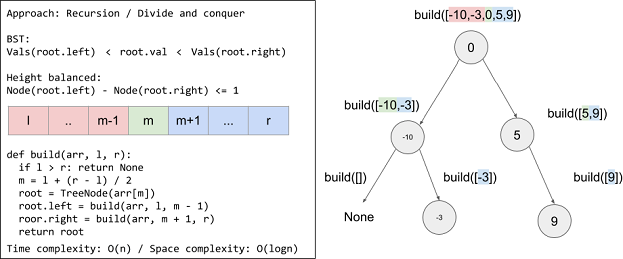 Approach: Recursion / Divide and conquer
BST:
Vals(root.left) < root.val < Vals(root.right)
Height balanced:
Node(root.left) - Node(root.right) <= 1
l .. m-1 m m+1 ... r
def build(arr, l, r):
if l > r: return None
m = l + (r - l) / 2
root = TreeNode(arr[m])
root.left = build(arr, l, m - 1)
roor.right = build(arr, m + 1, r)
return root
Time complexity: O(n) / Space complexity: O(logn)
build([-10,-3,0,5,9])
0
build([-10,-3])
build([5,9])
-10
5
build([])
build([-3])
build([9])
None
-3
9